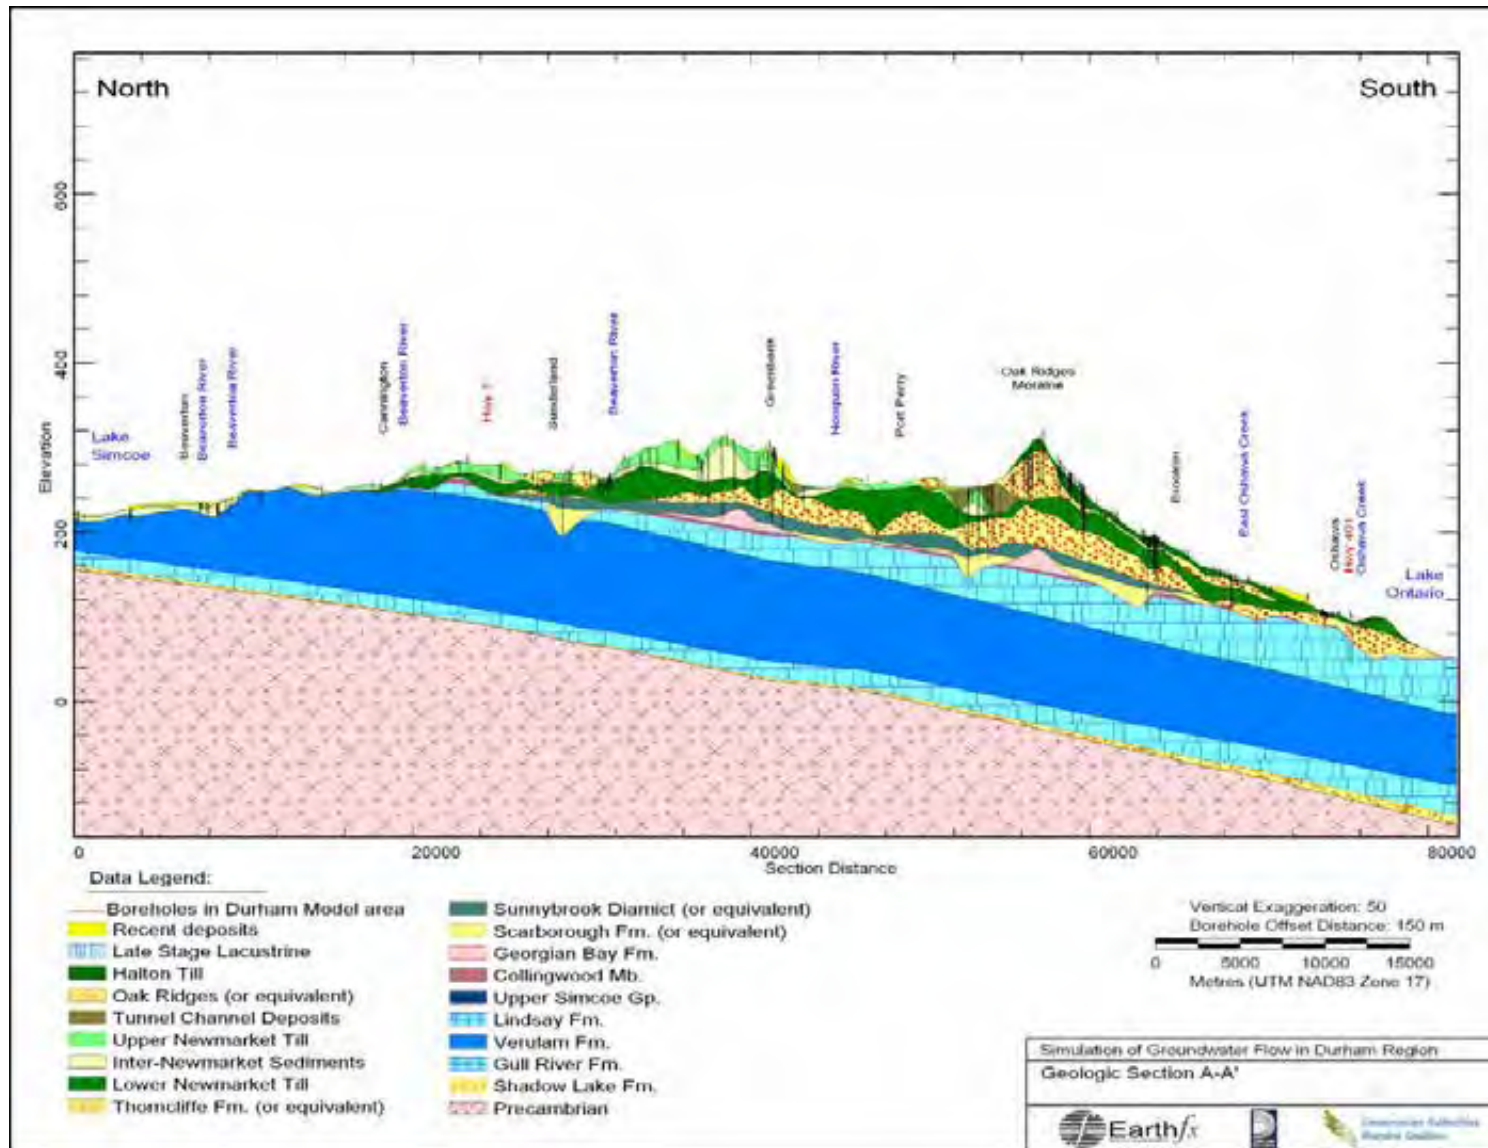 North
South
600
400
200
0
Elevation
Lake
Simcoe
Beaverton
Beaverton River
Beaverton River
Cannington
Beaverton River
Hwy 7
Sunderland
Beaverton River
Greenbank
Nonquon River
Port Perry
Oak Ridges
Moraine
Brooklin
East Oshawa Creek
Oshawa
Hwy 401
Oshawa Creek
Lake
Ontario
0
20000
40000
60000
80000
Section Distance
Data Legend:
Boreholes in Durham Model area
Recent deposits
Late Stage Lacustrine
Halton Till
Oak Ridges (or equivalent)
Tunnel Channel Deposits
Upper Newmarket Till
Inter-Newmarket Sediments
Lower Newmarket Till
Thorncliffe Fm. (or equivalent)
Sunnybrook Diamict (or equivalent)
Scarborough Fm. (or equivalent)
Georgian Bay Fm.
Collingwood Mb.
Upper Simcoe Gp.
Lindsay Fm.
Verulam Fm.
Gull River Fm.
Shadow Lake Fm.
Precambrian
Vertical Exaggeration: 50
Borehole Offset Distance: 150 m
0 5000 10000 15000
Metres (UTM NAD83 Zone 17)
Simulation of Groundwater Flow in Durham Region
Geologic Section A-A'
Earthfx